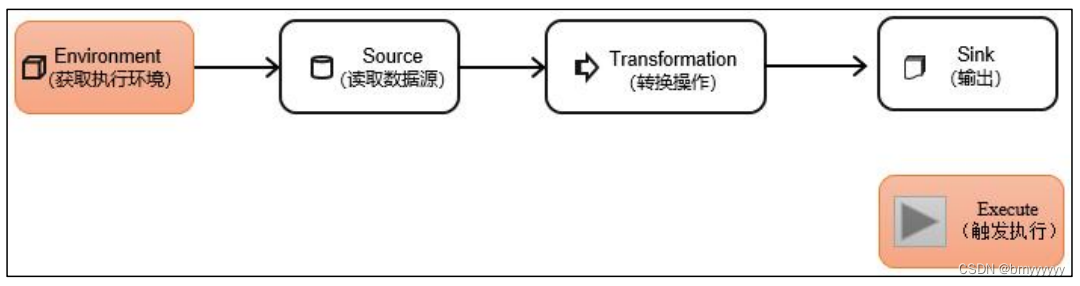 Environment
(获取执行环境)
Source
(读取数据源)
Transformation
(转换操作)
Sink
(输出)
Execute
（触发执行）
CSDN @bmyyyyyy